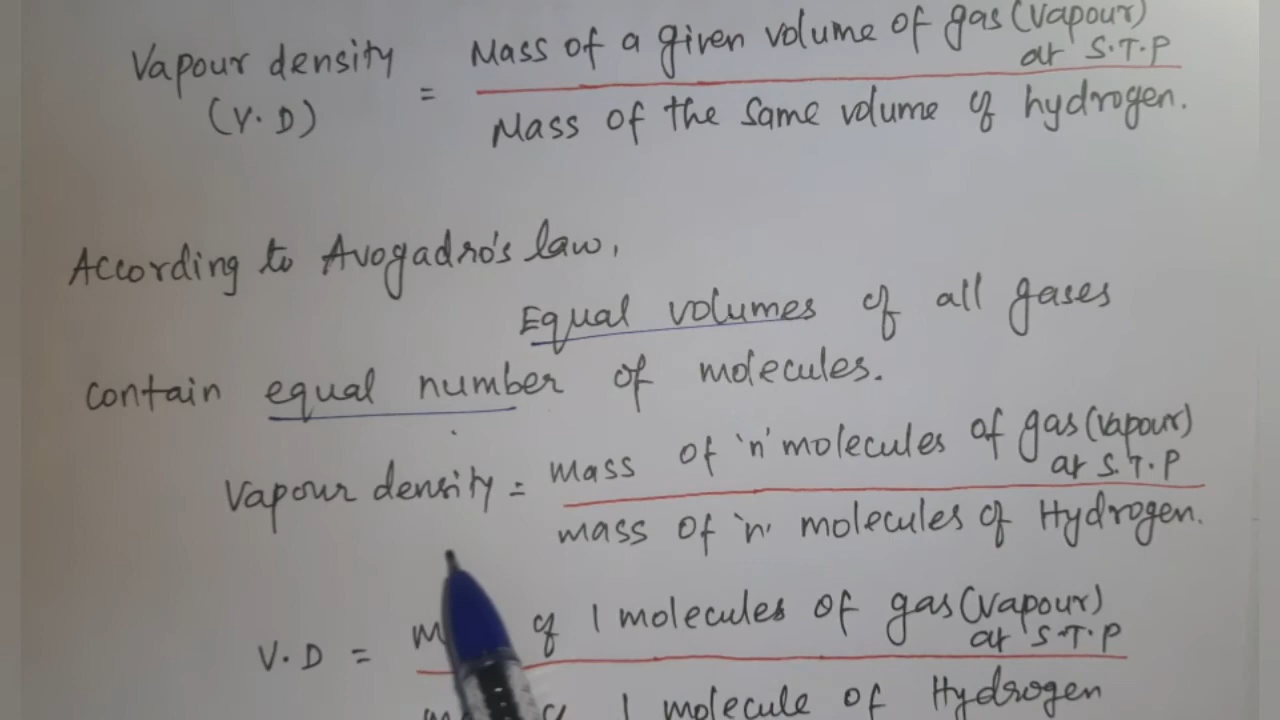 Mass of a given volume of gas (Vapour)
at S.T.P
Vapour density =
(V.D)
Mass of the same volume of hydrogen.
According to Avogadro's law,
Equal volumes of all gases
contain equal number of molecules.
mass of 'n' molecules of gas (vapour)
at S.T.P
Vapour density =
mass of 'n' molecules of Hydrogen.
of 1 molecules of gas (vapour)
at S.T.P
V.D =
1 molecule of Hydrogen